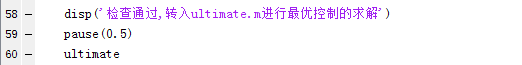 58 — disp('检查通过,转入ultimate.m进行最优控制的求解')
59 — pause(0.5)
60 — ultimate